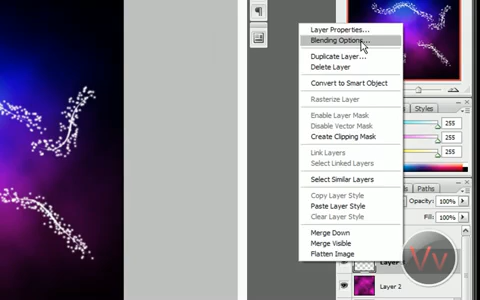 Layer Properties...
Blending Options...
Duplicate Layer...
Delete Layer
Convert to Smart Object
Rasterize Layer
Enable Layer Mask
Disable Vector Mask
Create Clipping Mask
Link Layers
Select Linked Layers
Select Similar Layers
Copy Layer Style
Paste Layer Style
Clear Layer Style
Merge Down
Merge Visible
Flatten Image
Styles
255
255
255
Paths
Opacity: 100%
Fill: 100%
Layer 2
Vv